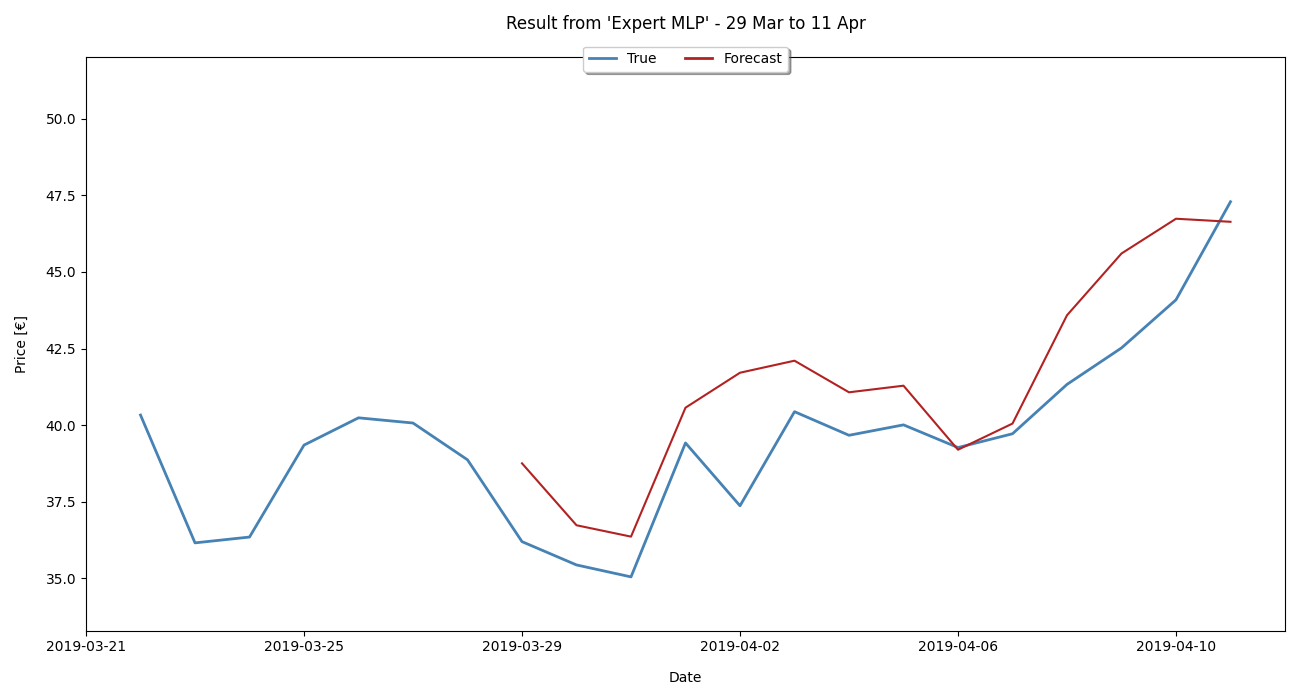 Result from 'Expert MLP' - 29 Mar to 11 Apr
True
Forecast
50.0
47.5
45.0
42.5
40.0
37.5
35.0
Price [€]
2019-03-21
2019-03-25
2019-03-29
2019-04-02
2019-04-06
2019-04-10
Date